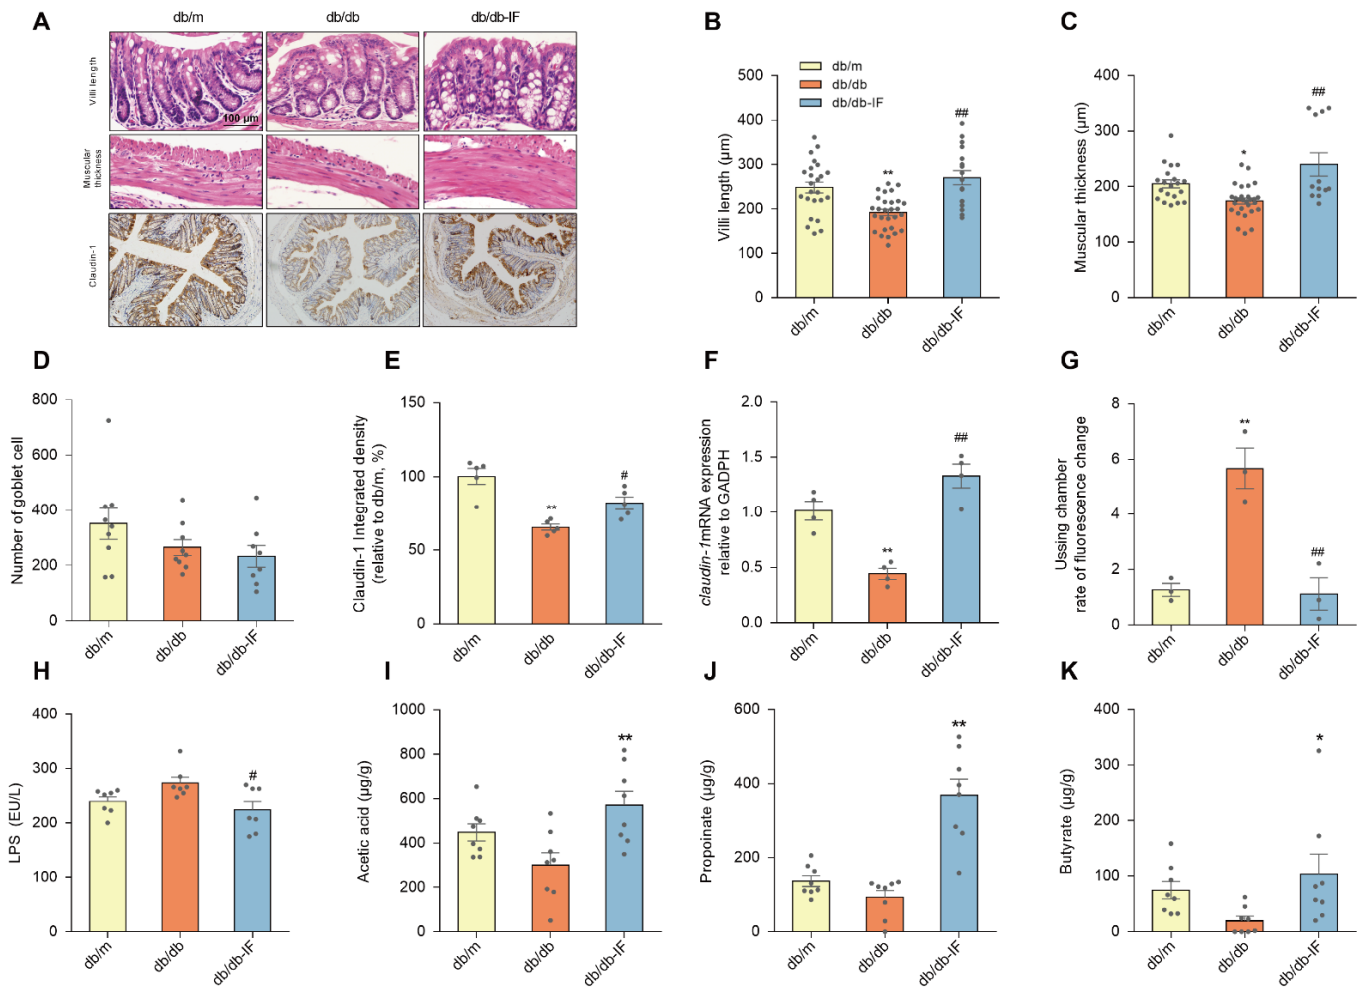 A
db/m
db/db
db/db-IF
Villi length
100 µm
Muscular
thickness
Claudin-1
B
db/m
db/db
db/db-IF
Villi length (µm)
500
400
300
200
100
0
**
##
db/m
db/db
db/db-IF
C
Muscular thickness (µm)
400
300
200
100
0
*
##
db/m
db/db
db/db-IF
D
Number of goblet cell
800
600
400
200
0
db/m
db/db
db/db-IF
E
Claudin-1 Integrated density
(relative to db/m, %)
150
100
50
0
**
#
db/m
db/db
db/db-IF
F
claudin-1mRNA expression
relative to GADPH
2.0
1.5
1.0
0.5
0.0
**
##
db/m
db/db
db/db-IF
G
Ussing chamber
rate of fluorescence change
8
6
4
2
0
**
##
db/m
db/db
db/db-IF
H
LPS (EU/L)
400
300
200
100
0
#
db/m
db/db
db/db-IF
I
Acetic acid (µg/g)
1000
800
600
400
200
0
**
db/m
db/db
db/db-IF
J
Propoinate (µg/g)
600
400
200
0
**
db/m
db/db
db/db-IF
K
Butyrate (µg/g)
400
300
200
100
0
*
db/m
db/db
db/db-IF